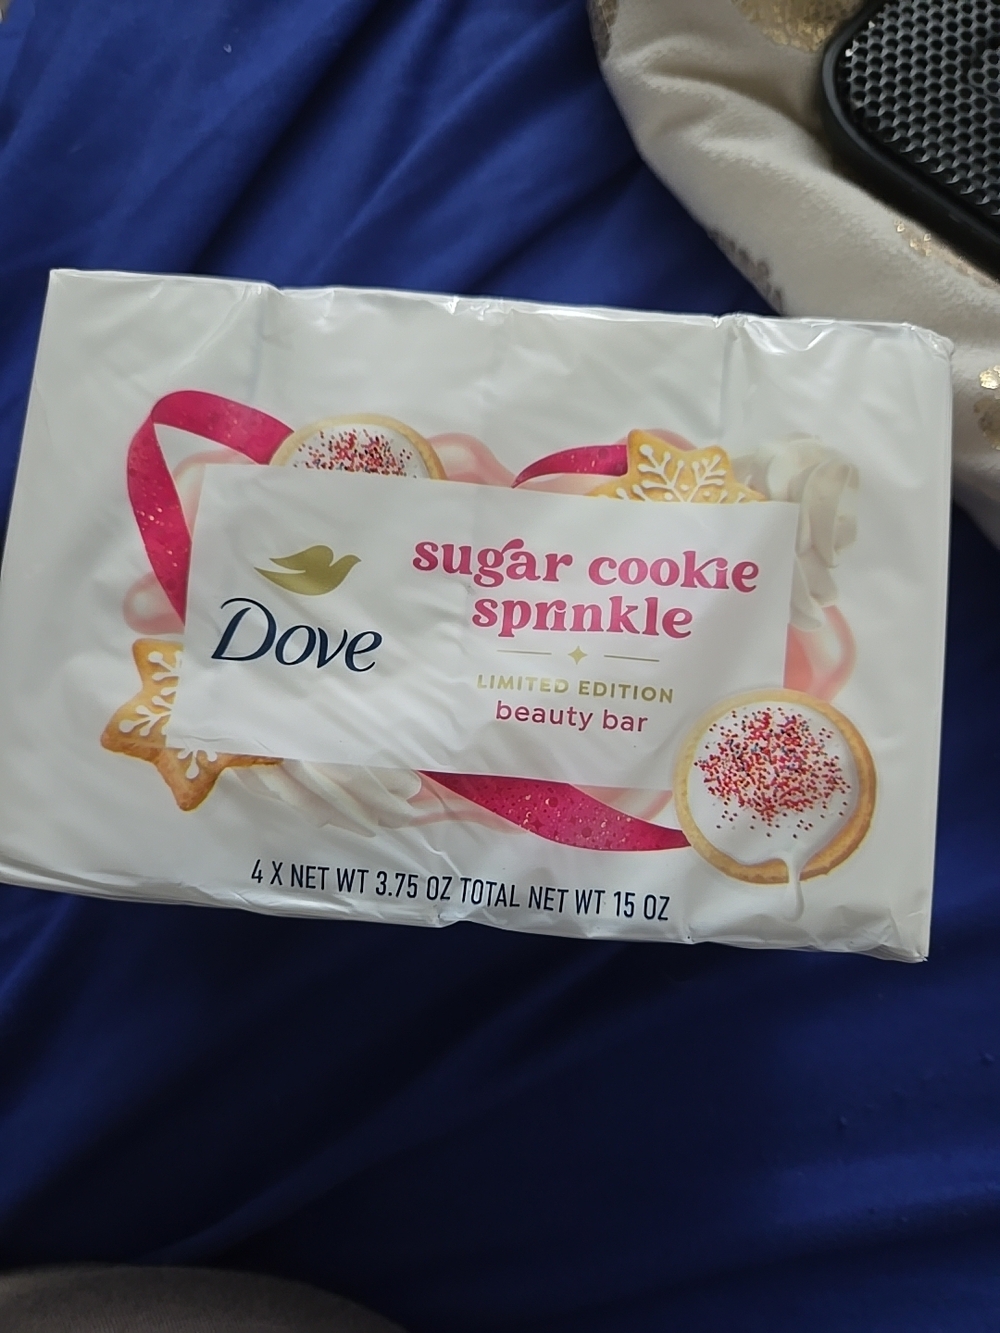 Dove
sugar cookie
sprinkle
LIMITED EDITION
beauty bar
4 X NET WT 3.75 OZ TOTAL NET WT 15 OZ